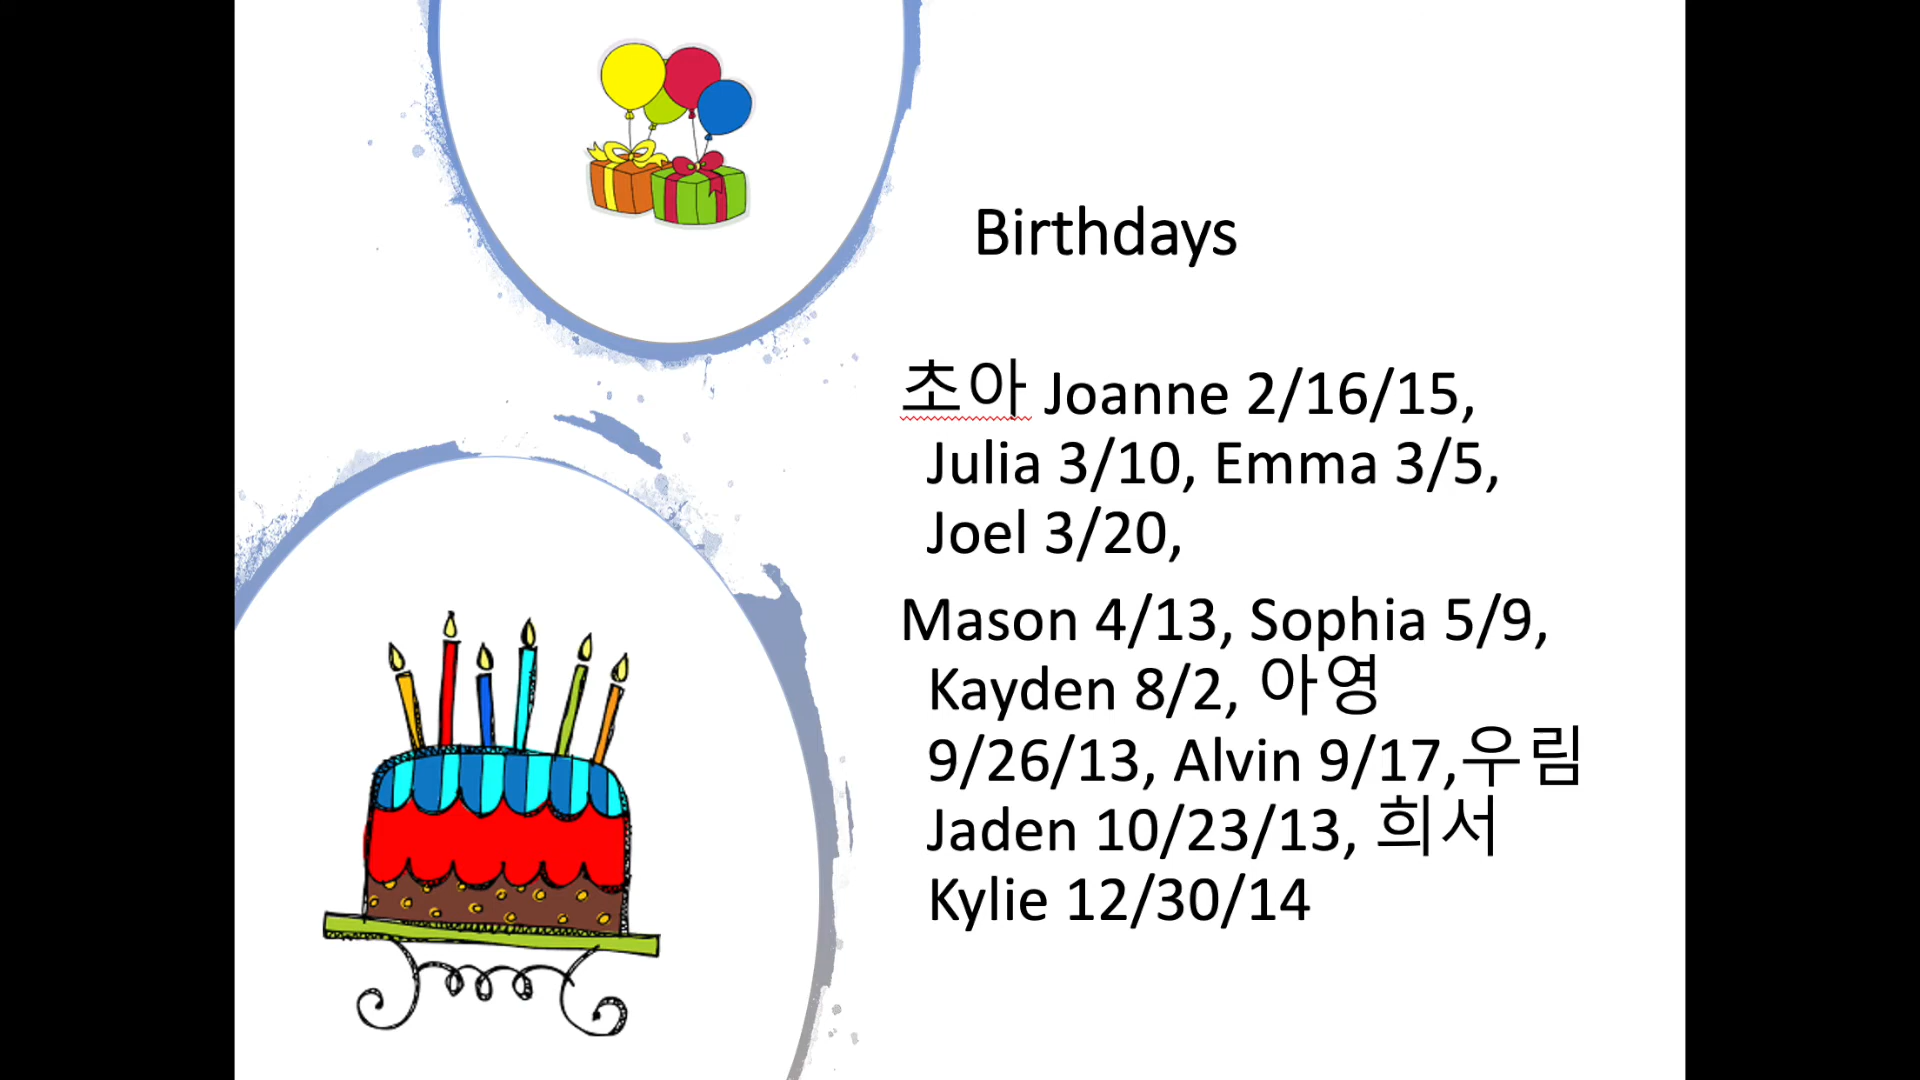 Birthdays
초아 Joanne 2/16/15,
Julia 3/10, Emma 3/5,
Joel 3/20,
Mason 4/13, Sophia 5/9,
Kayden 8/2, 아영
9/26/13, Alvin 9/17,우림
Jaden 10/23/13, 희서
Kylie 12/30/14